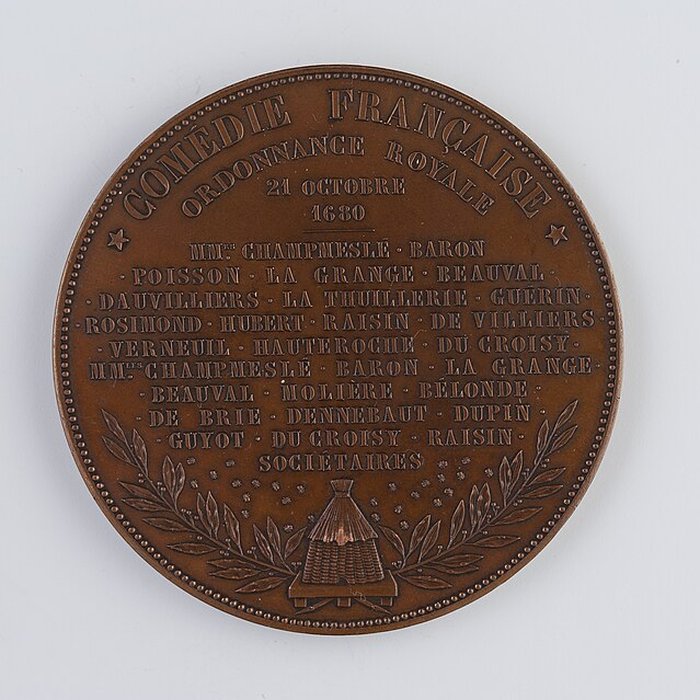 COMÉDIE FRANÇAISE
ORDONNANCE ROYALE
21 OCTOBRE
1680
MMRS CHAMPMESLÉ · BARON
· POISSON · LA GRANGE · BEAUVAL ·
· DAUVILLIERS · LA THUILLERIE · GUÉRIN ·
· ROSIMOND · HUBERT · RAISIN · DE VILLIERS ·
· VERNEUIL · HAUTEROCHE · DU CROISY ·
MMELLES CHAMPMESLÉ · BARON · LA GRANGE ·
· BEAUVAL · MOLIÈRE · BÉLONDE ·
· DE BRIE · DENNEBAUT · DUPIN ·
· GUYOT · DU CROISY · RAISIN ·
SOCIÉTAIRES